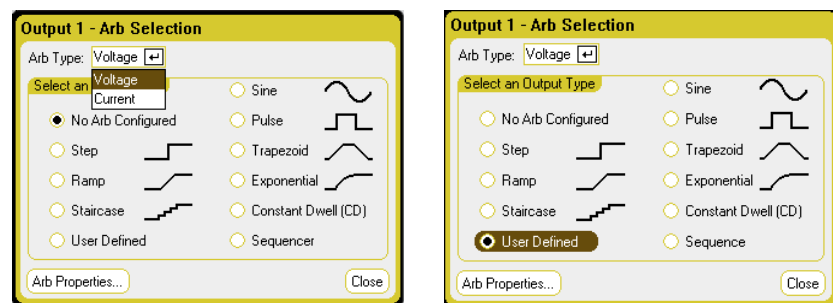 Output 1 - Arb Selection
Arb Type: Voltage
Voltage
Current
Select an
Sine
No Arb Configured
Pulse
Step
Trapezoid
Ramp
Exponential
Staircase
Constant Dwell (CD)
User Defined
Sequencer
Arb Properties...
Close
Output 1 - Arb Selection
Arb Type: Voltage
Select an Output Type
Sine
No Arb Configured
Pulse
Step
Trapezoid
Ramp
Exponential
Staircase
Constant Dwell (CD)
User Defined
Sequence
Arb Properties...
Close